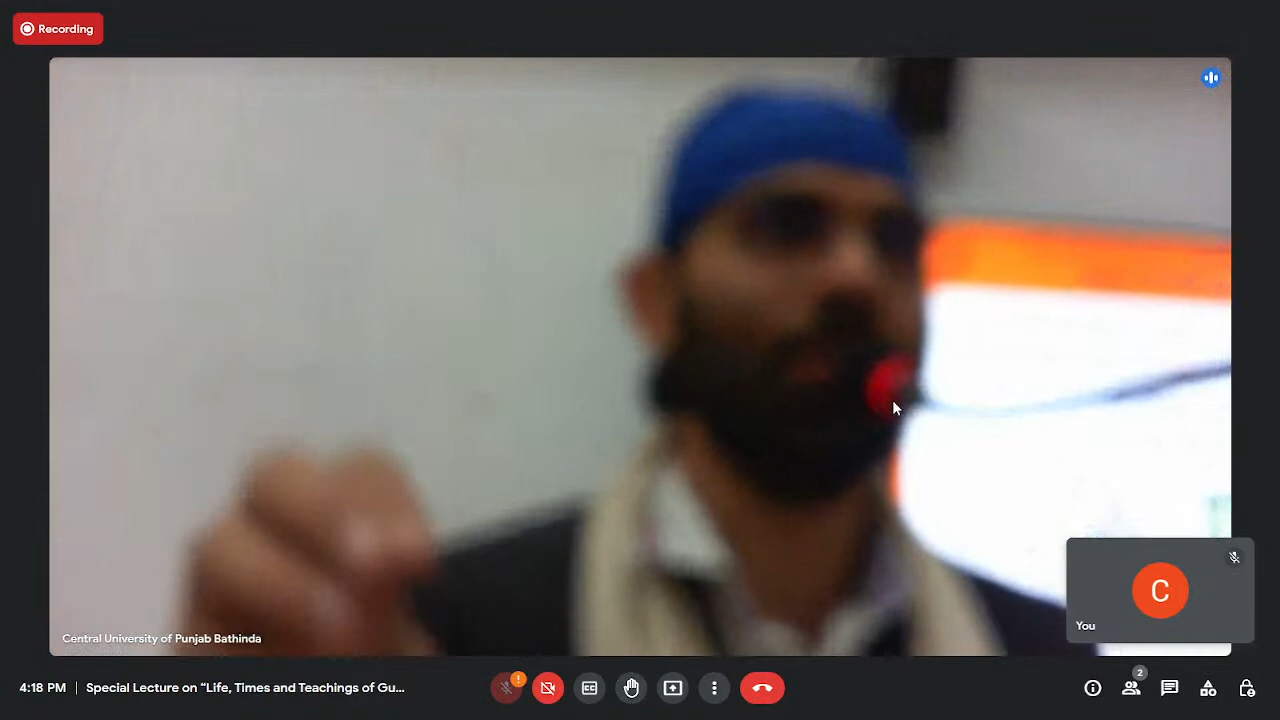 Recording
Central University of Punjab Bathinda
C
You
2
4:18 PM | Special Lecture on “Life, Times and Teachings of Gu...